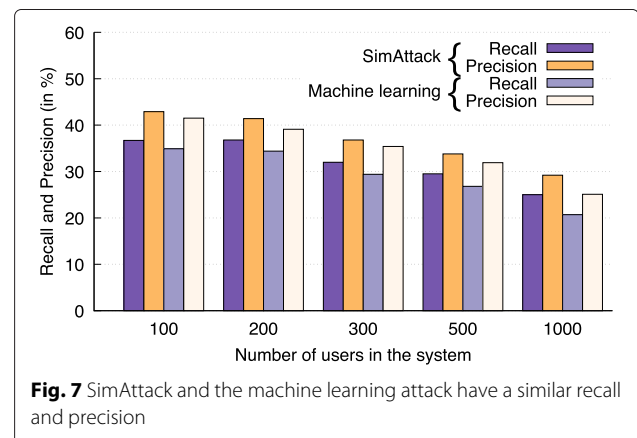 60
50
40
30
20
10
0
Recall and Precision (in %)
SimAttack { Recall
Precision
Machine learning { Recall
Precision
100 200 300 500 1000
Number of users in the system
Fig. 7 SimAttack and the machine learning attack have a similar recall
and precision